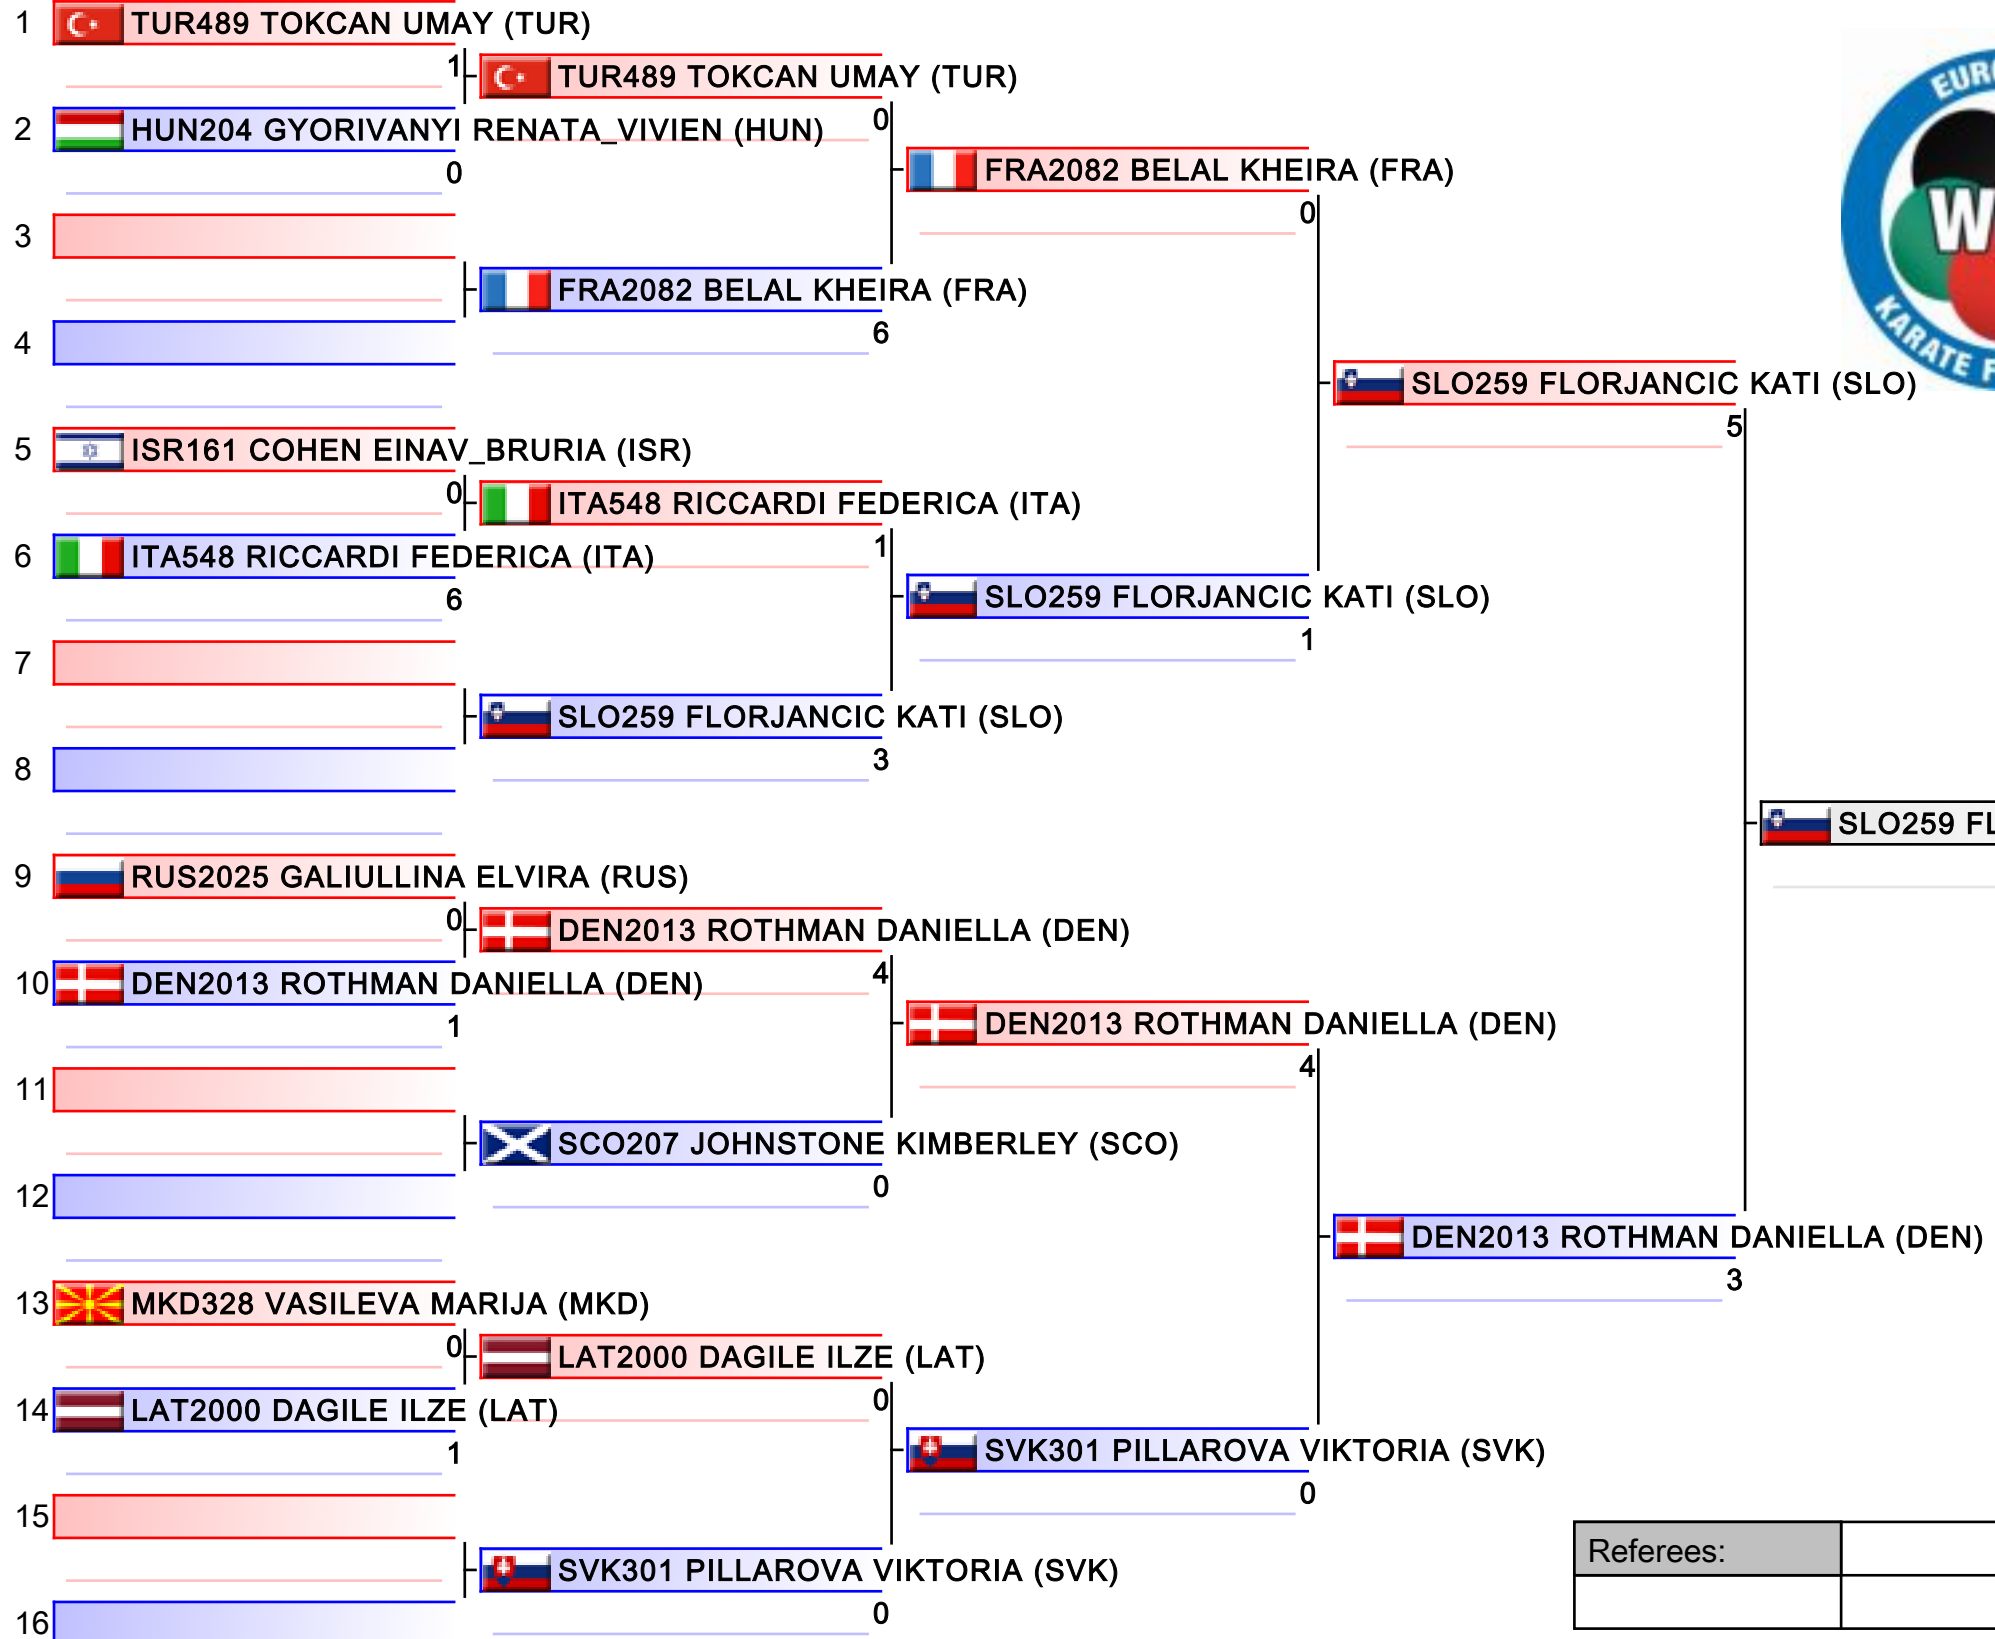 1 TUR489 TOKCAN UMAY (TUR)
1
TUR489 TOKCAN UMAY (TUR)
0
2 HUN204 GYORIVANYI RENATA_VIVIEN (HUN)
0
FRA2082 BELAL KHEIRA (FRA)
0
3
FRA2082 BELAL KHEIRA (FRA)
6
4
SLO259 FLORJANCIC KATI (SLO)
5
5 ISR161 COHEN EINAV_BRURIA (ISR)
0
ITA548 RICCARDI FEDERICA (ITA)
1
6 ITA548 RICCARDI FEDERICA (ITA)
6
SLO259 FLORJANCIC KATI (SLO)
1
7
SLO259 FLORJANCIC KATI (SLO)
3
8
SLO259 FL
9 RUS2025 GALIULLINA ELVIRA (RUS)
0
DEN2013 ROTHMAN DANIELLA (DEN)
4
10 DEN2013 ROTHMAN DANIELLA (DEN)
1
DEN2013 ROTHMAN DANIELLA (DEN)
4
11
SCO207 JOHNSTONE KIMBERLEY (SCO)
0
12
DEN2013 ROTHMAN DANIELLA (DEN)
3
13 MKD328 VASILEVA MARIJA (MKD)
0
LAT2000 DAGILE ILZE (LAT)
0
14 LAT2000 DAGILE ILZE (LAT)
1
SVK301 PILLAROVA VIKTORIA (SVK)
0
15
SVK301 PILLAROVA VIKTORIA (SVK)
0
16
Referees:
EURO
W
KARATE F